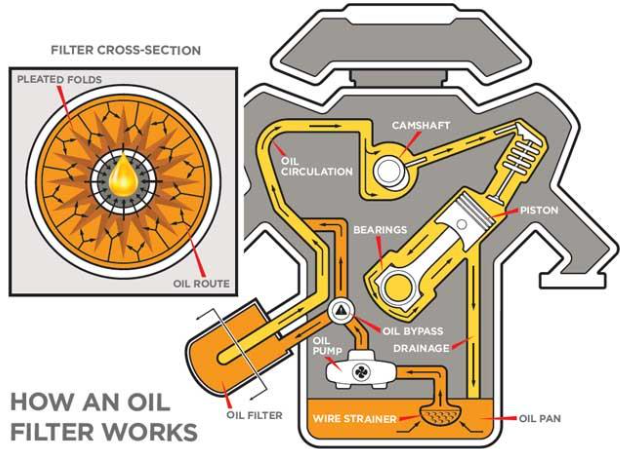 FILTER CROSS-SECTION
PLEATED FOLDS
OIL ROUTE
CAMSHAFT
OIL
CIRCULATION
PISTON
BEARINGS
OIL BYPASS
OIL
PUMP
DRAINAGE
OIL FILTER
WIRE STRAINER
OIL PAN
HOW AN OIL
FILTER WORKS